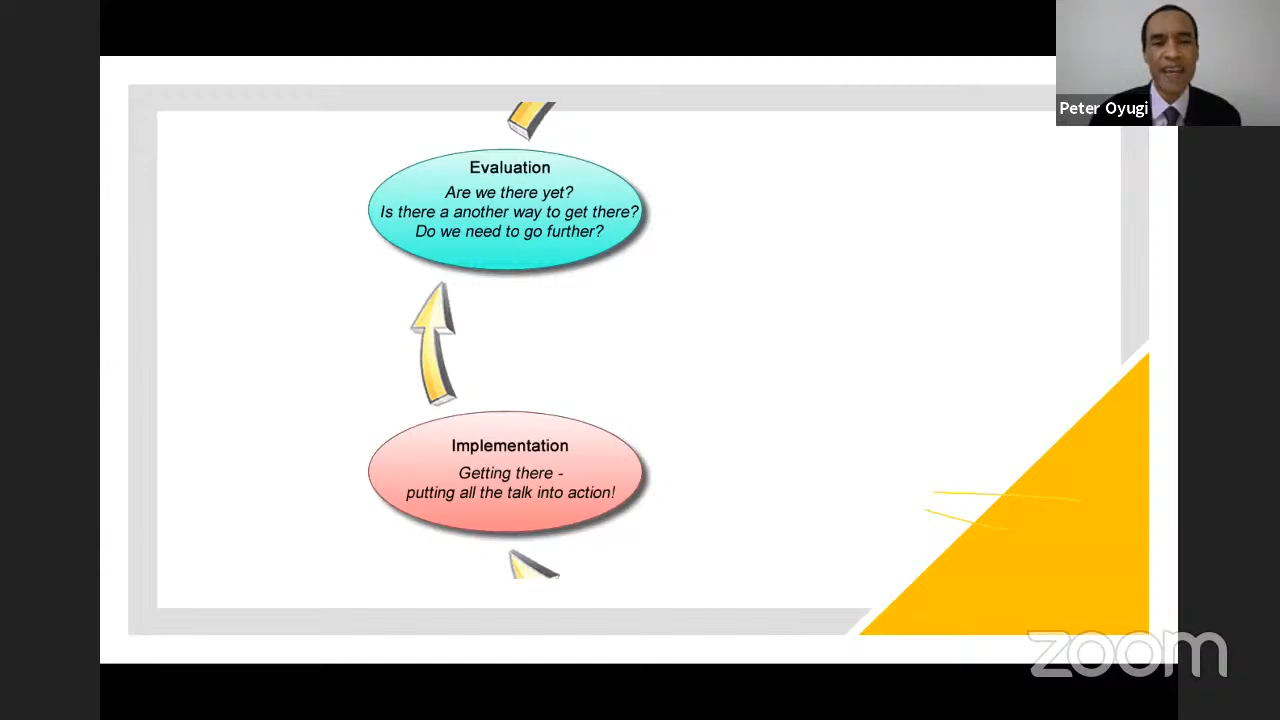 Peter Oyugi
Evaluation
Are we there yet?
Is there a another way to get there?
Do we need to go further?
Implementation
Getting there -
putting all the talk into action!
zoom